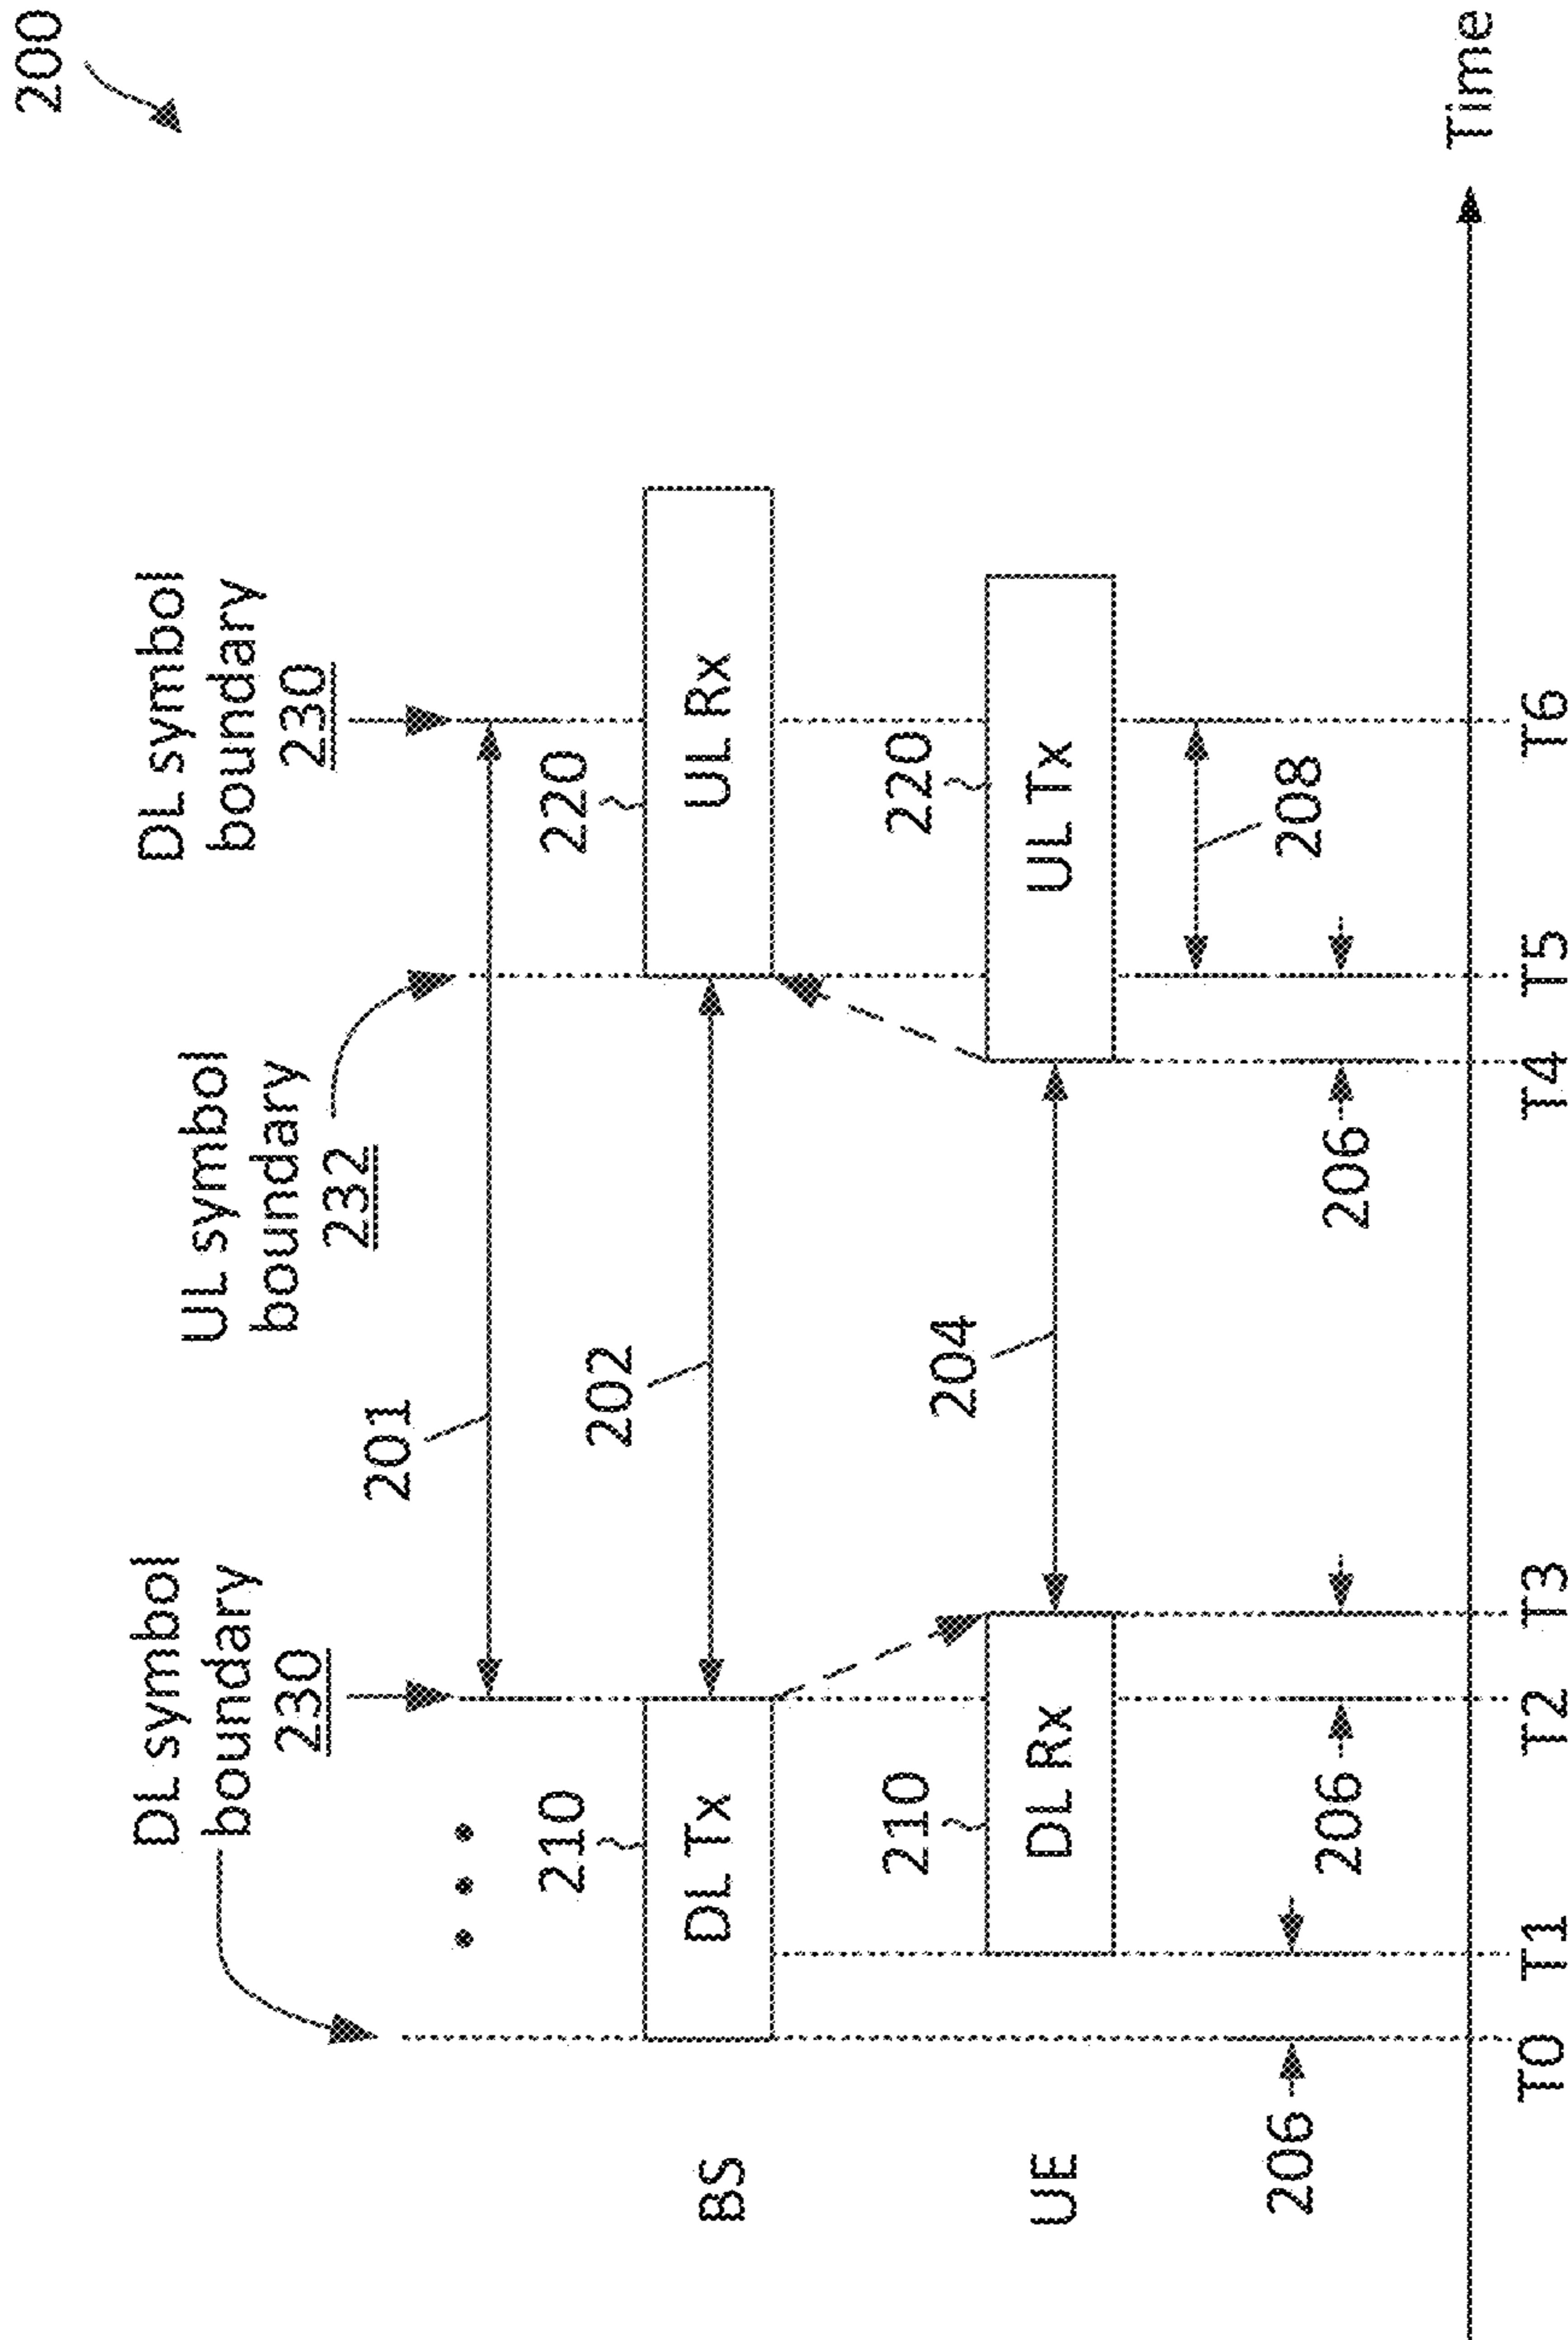 200
DL symbol
boundary
230
UL symbol
boundary
232
DL symbol
boundary
230
201
210
DL Tx
202
220
UL Rx
BS
210
DL Rx
204
220
UL Tx
UE
208
206
206
206
T0
T1
T2
T3
T4
T5
T6
Time